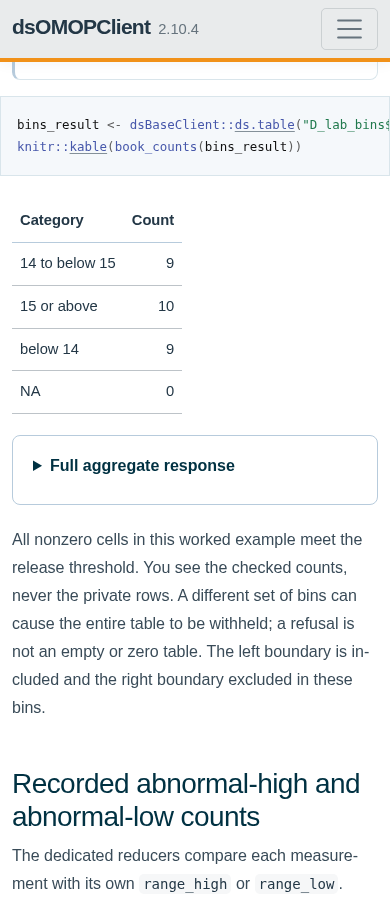 dsOMOPClient 2.10.4
bins_result <- dsBaseClient::ds.table("D_lab_bins$
knitr::kable(book_counts(bins_result))
Category Count
14 to below 15 9
15 or above 10
below 14 9
NA 0
Full aggregate response
All nonzero cells in this worked example meet the
release threshold. You see the checked counts,
never the private rows. A different set of bins can
cause the entire table to be withheld; a refusal is
not an empty or zero table. The left boundary is in-
cluded and the right boundary excluded in these
bins.
Recorded abnormal-high and
abnormal-low counts
The dedicated reducers compare each measure-
ment with its own range_high or range_low.